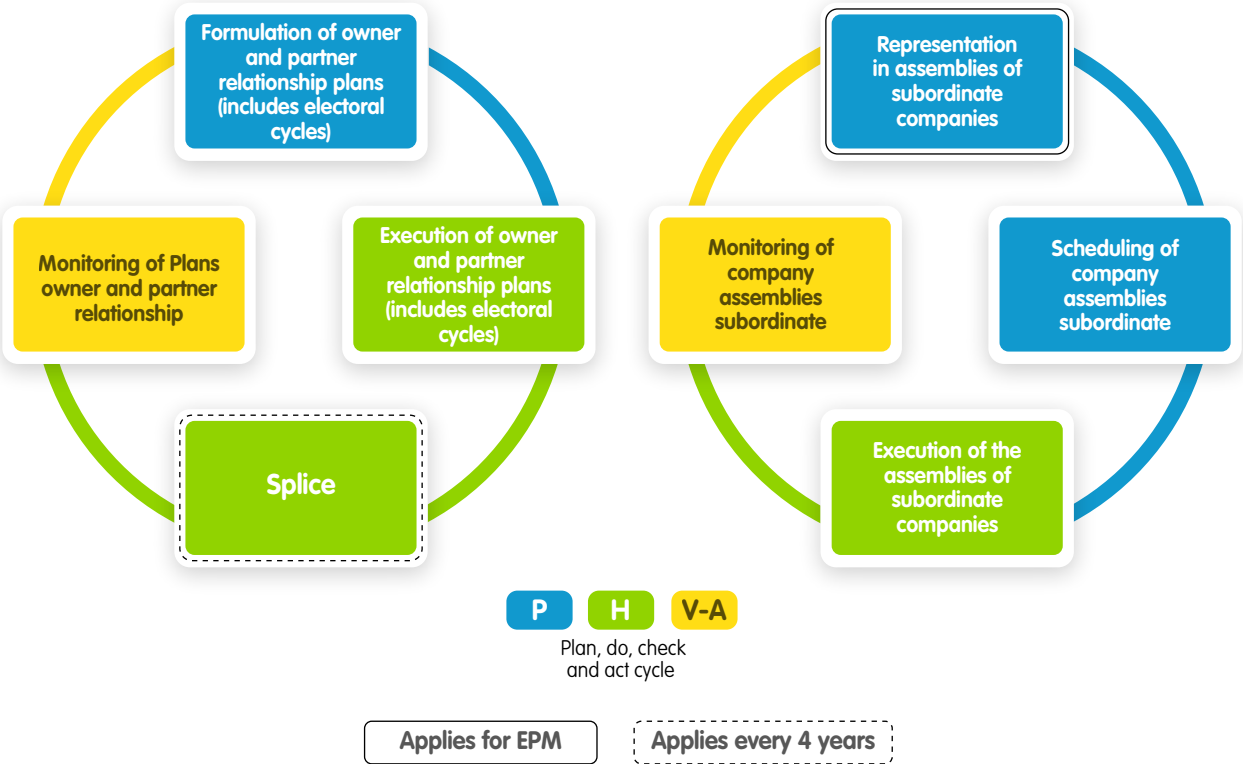 Formulation of owner
and partner
relationship plans
(includes electoral
cycles)
Execution of owner
and partner
relationship plans
(includes electoral
cycles)
Splice
Monitoring of Plans
owner and partner
relationship
Representation
in assemblies of
subordinate
companies
Scheduling of
company
assemblies
subordinate
Execution of the
assemblies of
subordinate
companies
Monitoring of
company
assemblies
subordinate
P
H
V-A
Plan, do, check
and act cycle
Applies for EPM
Applies every 4 years